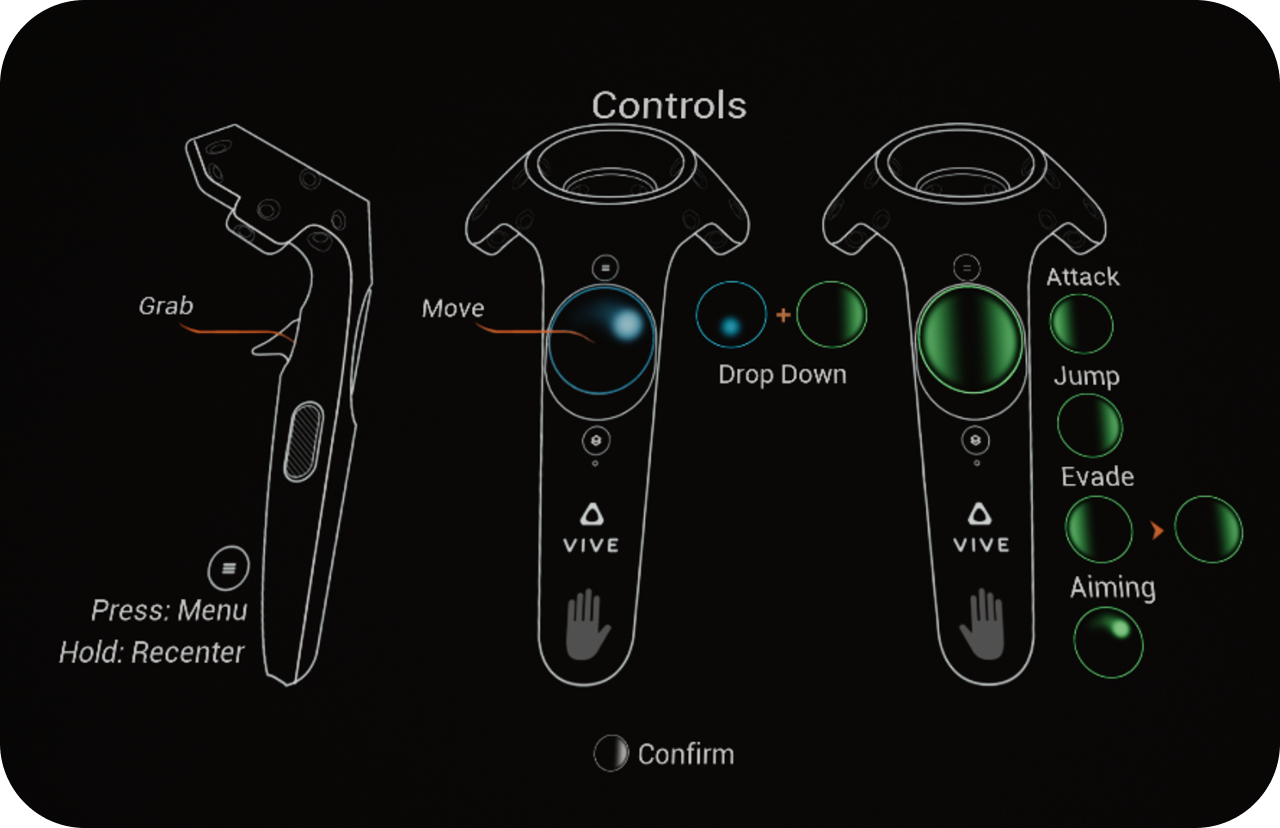 Controls
Grab
Move
Attack
Drop Down
Jump
Evade
VIVE
VIVE
Aiming
Press: Menu
Hold: Recenter
Confirm